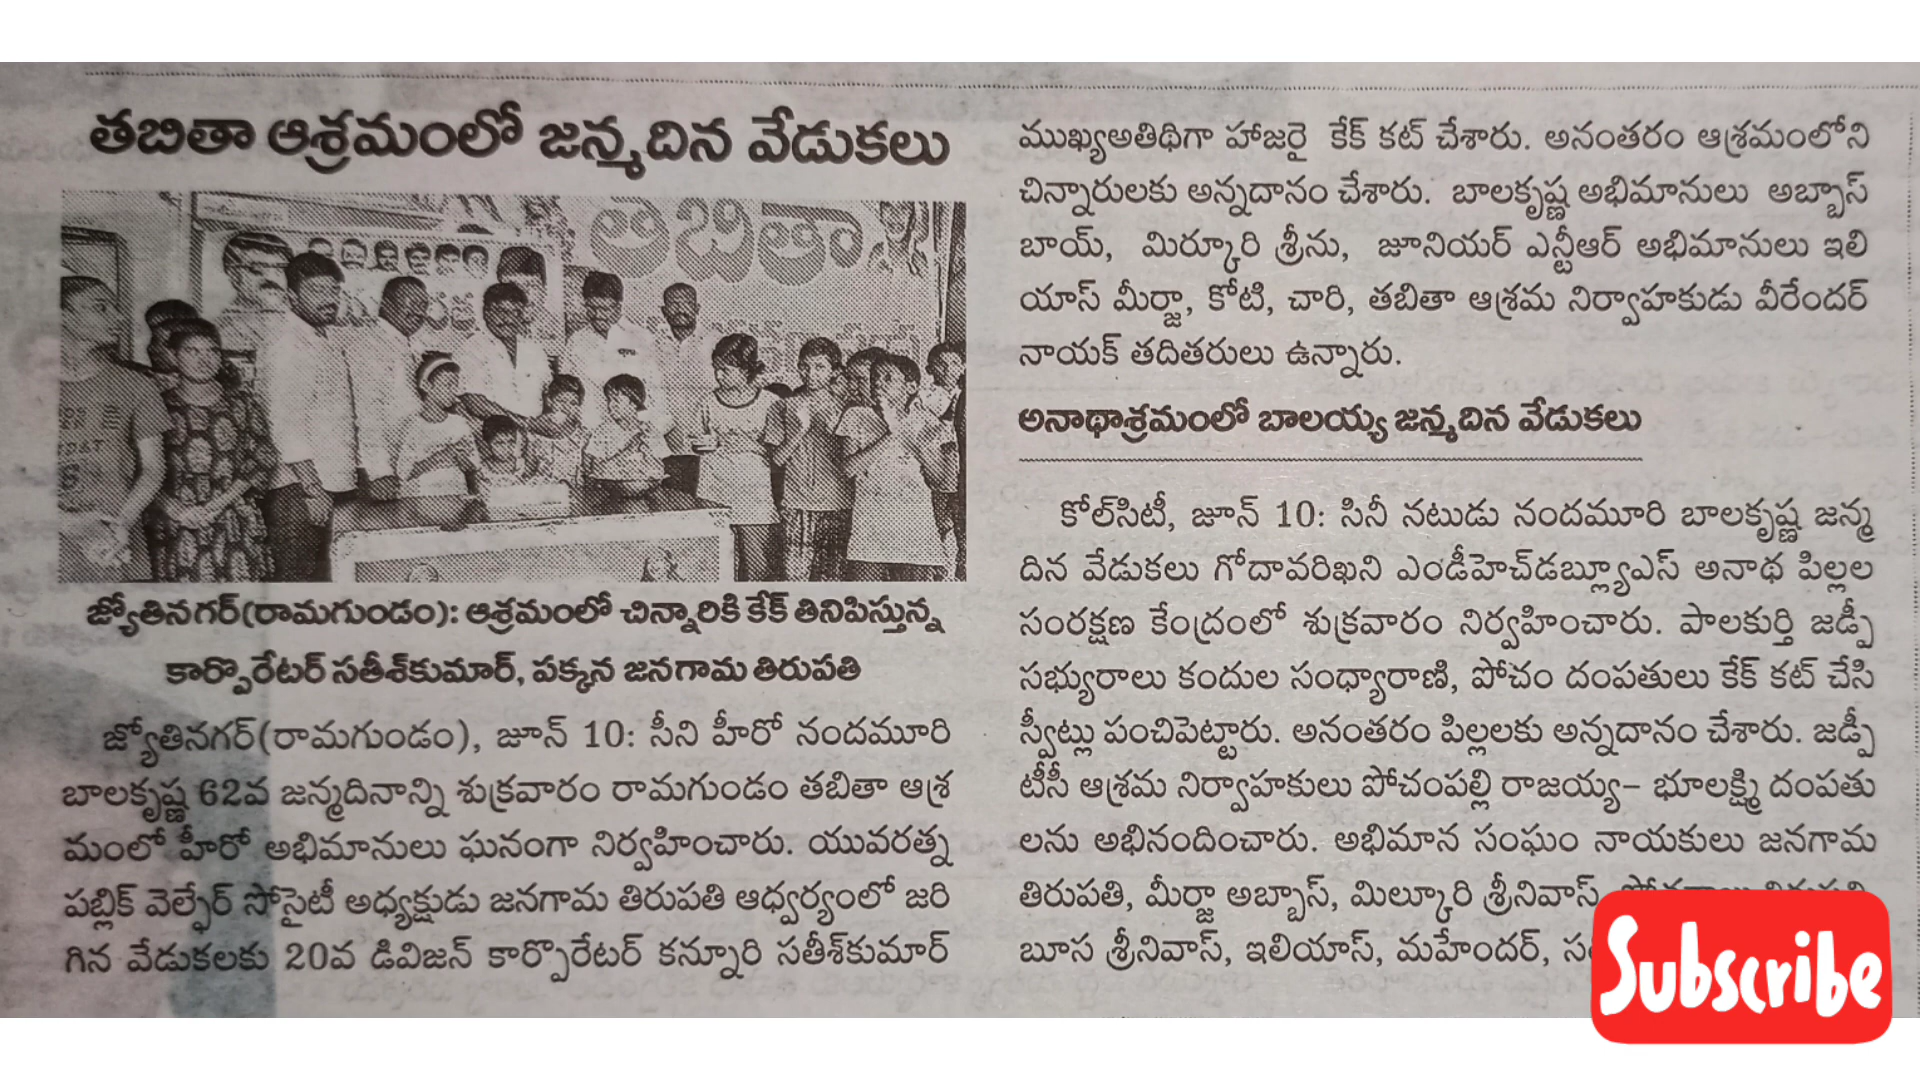 తబితా ఆశ్రమంలో జన్మదిన వేడుకలు
తబితా
జ్యోతినగర్(రామగుండం): ఆశ్రమంలో చిన్నారికి కేక్ తినిపిస్తున్న
కార్పొరేటర్ సతీశ్‌కుమార్, పక్కన జనగామ తిరుపతి
జ్యోతినగర్(రామగుండం), జూన్ 10: సీని హీరో నందమూరి
బాలకృష్ణ 62వ జన్మదినాన్ని శుక్రవారం రామగుండం తబితా ఆశ్ర
మంలో హీరో అభిమానులు ఘనంగా నిర్వహించారు. యువరత్న
పబ్లిక్ వెల్ఫేర్ సోసైటీ అధ్యక్షుడు జనగామ తిరుపతి ఆధ్వర్యంలో జరి
గిన వేడుకలకు 20వ డివిజన్ కార్పొరేటర్ కన్నూరి సతీశ్‌కుమార్
ముఖ్యఅతిథిగా హాజరై కేక్ కట్ చేశారు. అనంతరం ఆశ్రమంలోని
చిన్నారులకు అన్నదానం చేశారు. బాలకృష్ణ అభిమానులు అబ్బాస్
బాయ్, మిర్కూరి శ్రీను, జూనియర్ ఎన్టీఆర్ అభిమానులు ఇలి
యాస్ మీర్జా, కోటి, చారి, తబితా ఆశ్రమ నిర్వాహకుడు వీరేందర్
నాయక్ తదితరులు ఉన్నారు.
అనాథాశ్రమంలో బాలయ్య జన్మదిన వేడుకలు
కోల్‌సిటీ, జూన్ 10: సినీ నటుడు నందమూరి బాలకృష్ణ జన్మ
దిన వేడుకలు గోదావరిఖని ఎండీహెచ్‌డబ్ల్యూఎస్ అనాథ పిల్లల
సంరక్షణ కేంద్రంలో శుక్రవారం నిర్వహించారు. పాలకుర్తి జడ్పీ
సభ్యురాలు కందుల సంధ్యారాణి, పోచం దంపతులు కేక్ కట్ చేసి
స్వీట్లు పంచిపెట్టారు. అనంతరం పిల్లలకు అన్నదానం చేశారు. జడ్పీ
టీసీ ఆశ్రమ నిర్వాహకులు పోచంపల్లి రాజయ్య– భూలక్ష్మి దంపతు
లను అభినందించారు. అభిమాన సంఘం నాయకులు జనగామ
తిరుపతి, మీర్జా అబ్బాస్, మిల్కూరి శ్రీనివాస్,
బూస శ్రీనివాస్, ఇలియాస్, మహేందర్,
Subscribe